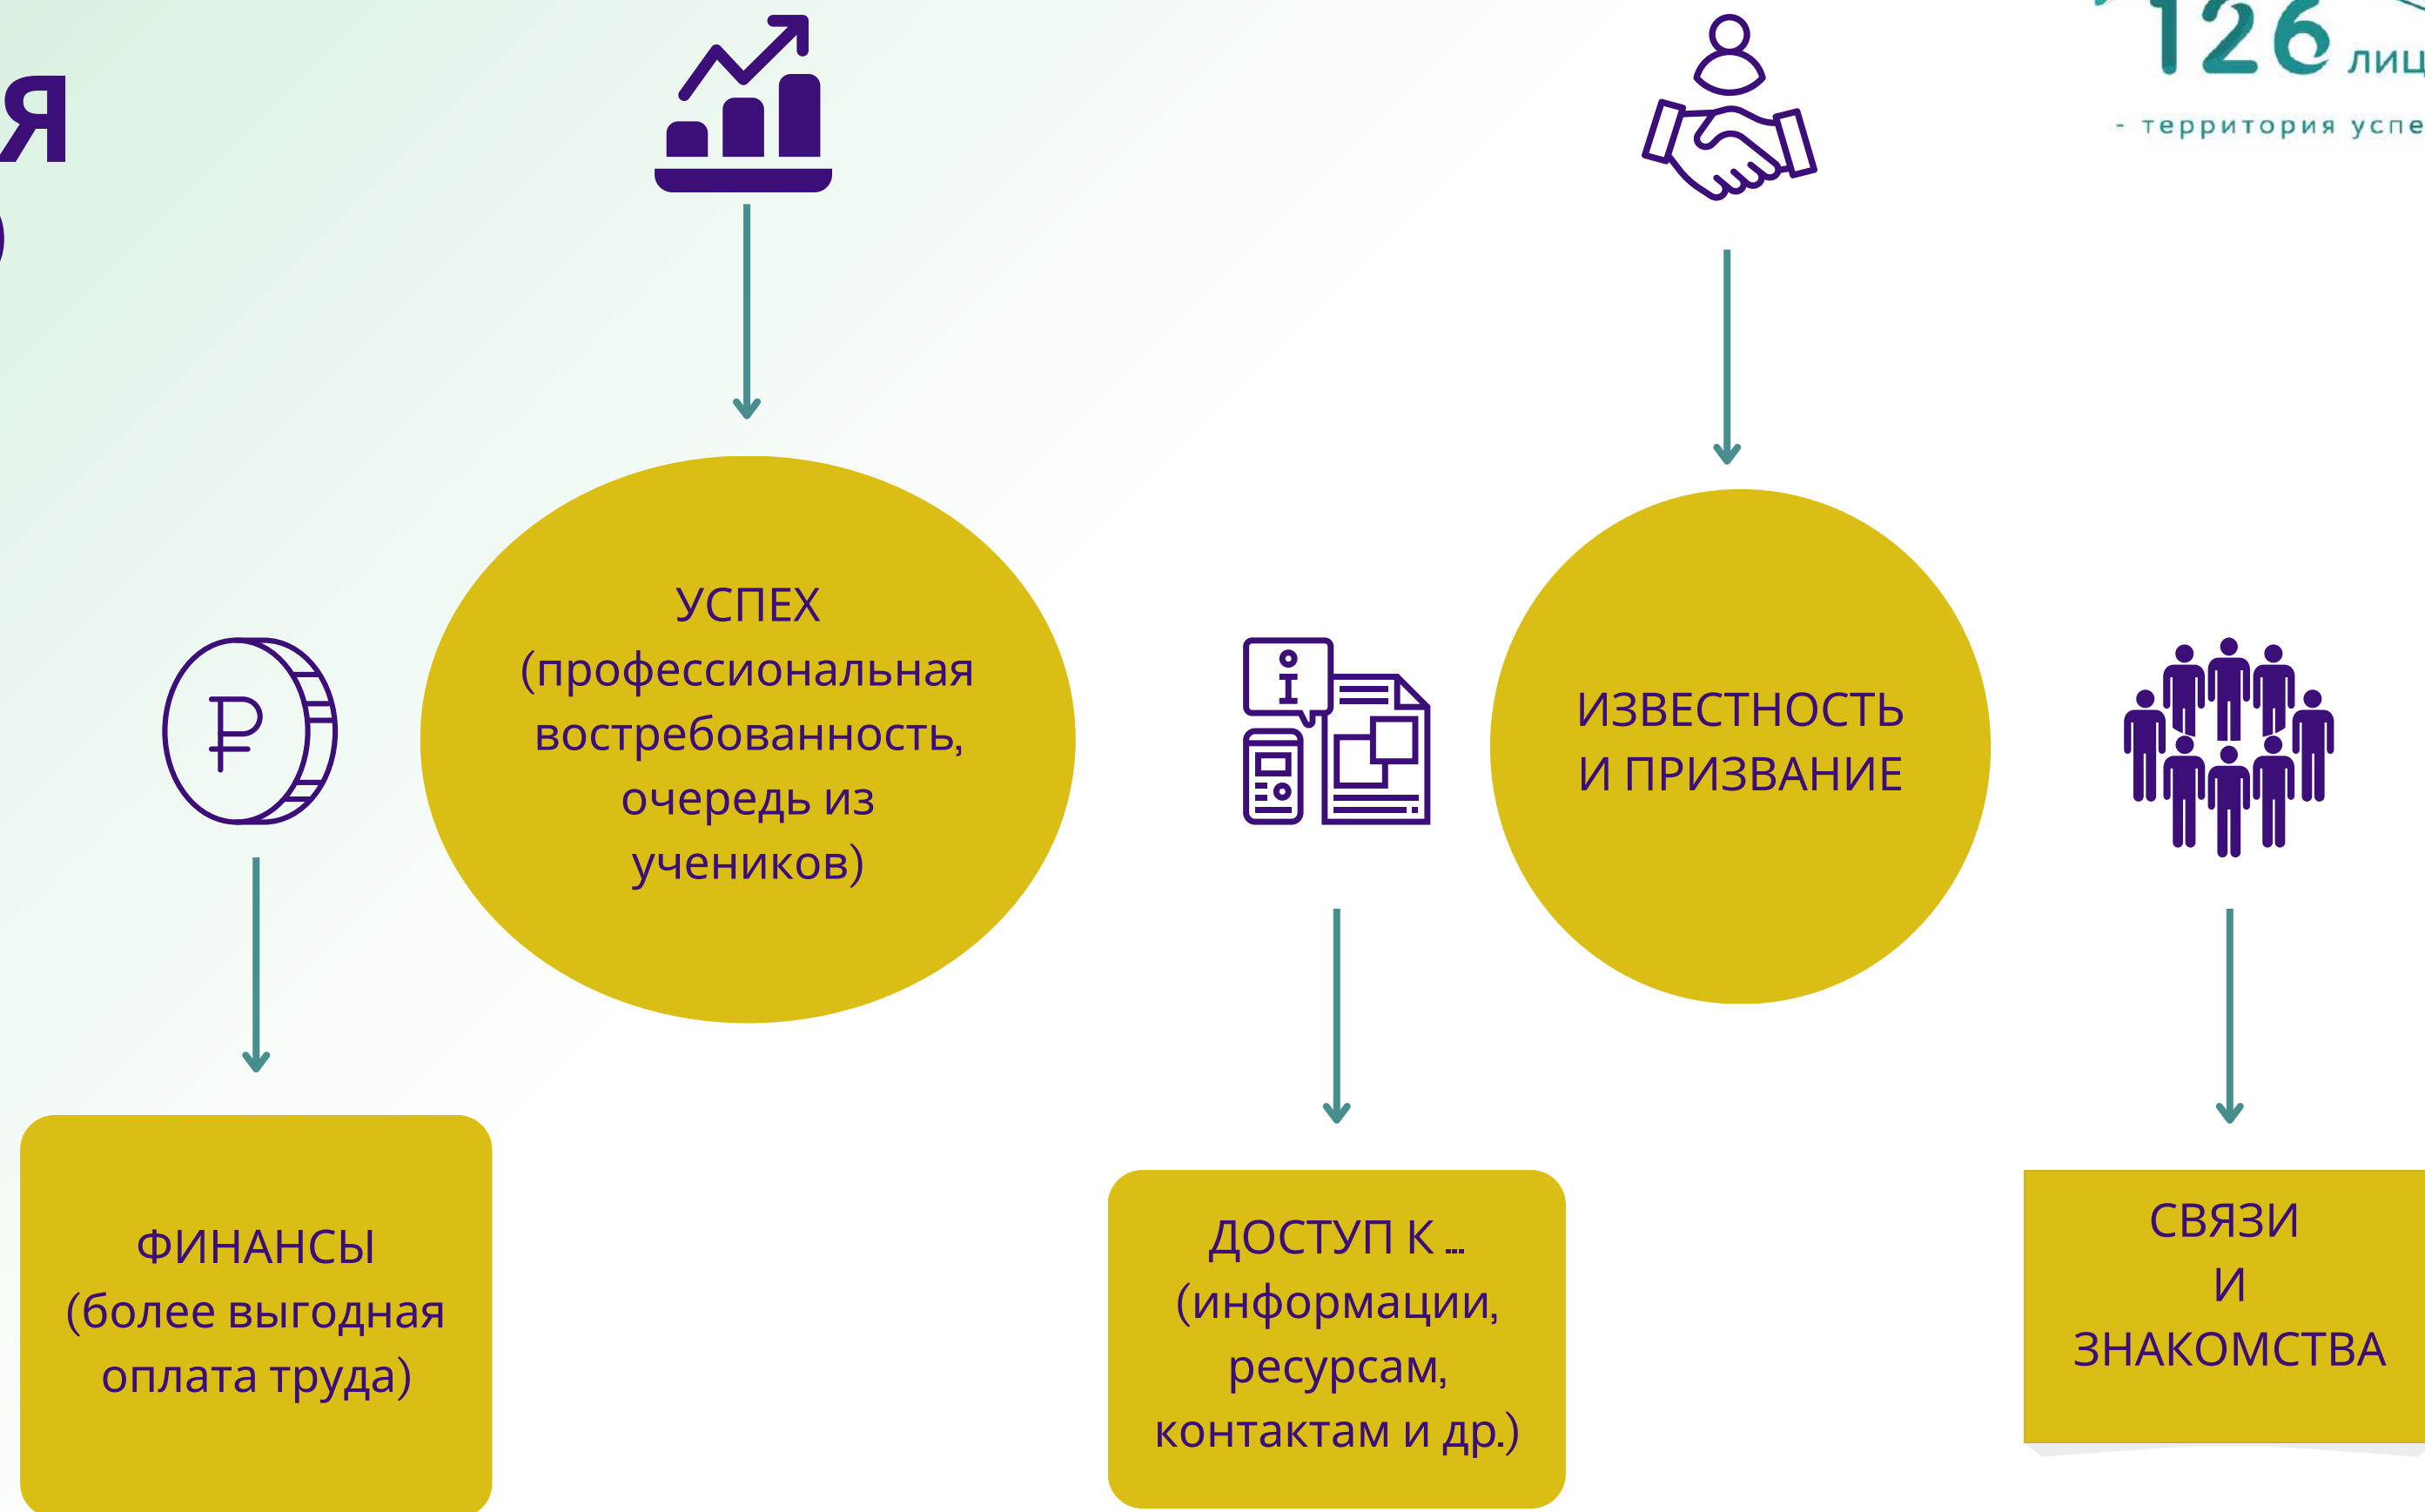 Я
126 лиц
- территория успе
УСПЕХ
(профессиональная
востребованность,
очередь из
учеников)
ИЗВЕСТНОСТЬ
И ПРИЗВАНИЕ
ФИНАНСЫ
(более выгодная
оплата труда)
ДОСТУП К ...
(информации,
ресурсам,
контактам и др.)
СВЯЗИ
И
ЗНАКОМСТВА